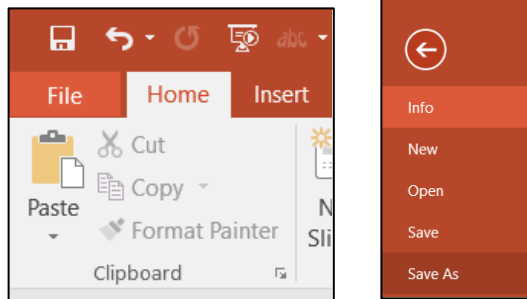 abc
File Home Insert
Cut
Copy
Paste
Format Painter
Clipboard
Info
New
Open
Save
Save As